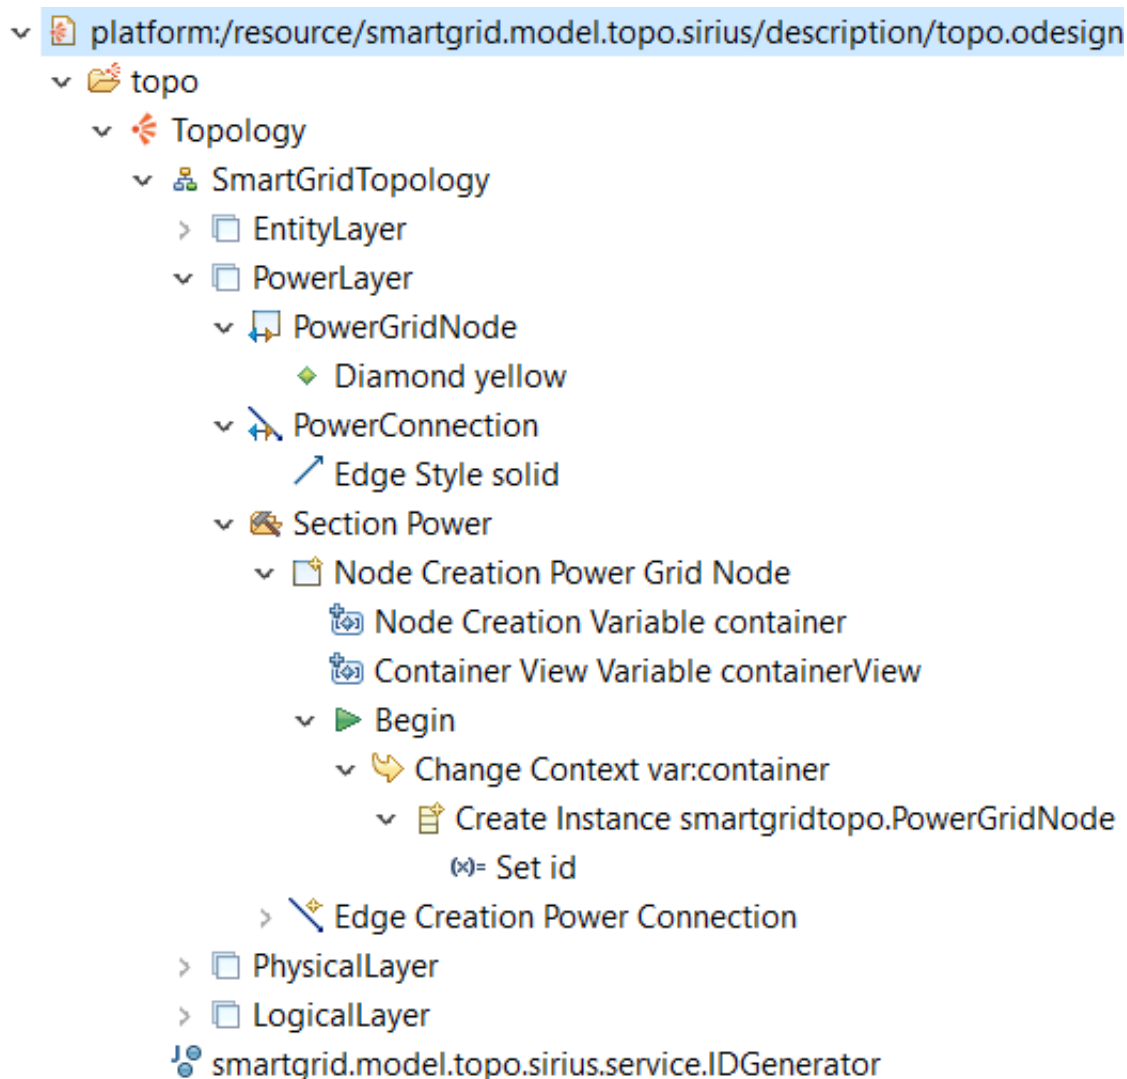 platform:/resource/smartgrid.model.topo.sirius/description/topo.odesign
topo
Topology
SmartGridTopology
EntityLayer
PowerLayer
PowerGridNode
Diamond yellow
PowerConnection
Edge Style solid
Section Power
Node Creation Power Grid Node
Node Creation Variable container
Container View Variable containerView
Begin
Change Context var:container
Create Instance smartgridtopo.PowerGridNode
(x)= Set id
Edge Creation Power Connection
PhysicalLayer
LogicalLayer
smartgrid.model.topo.sirius.service.IDGenerator